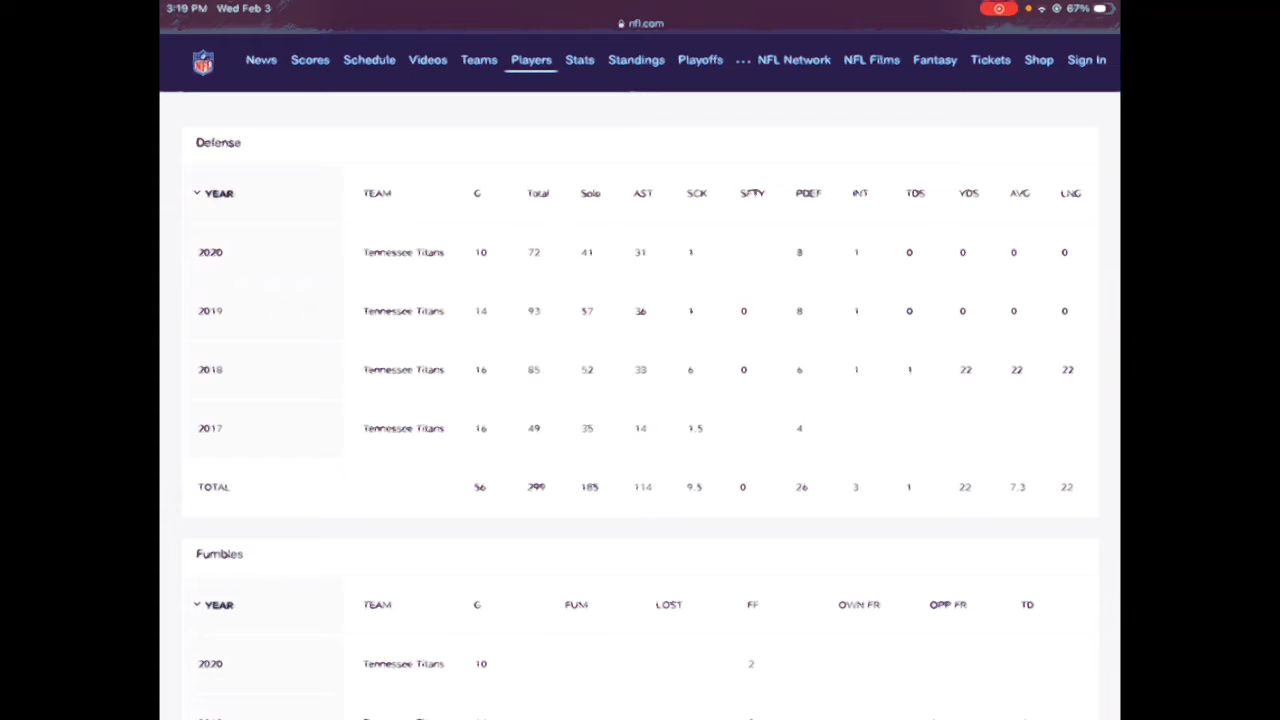 3:19 PM Wed Feb 3 67%
nfl.com
NFL News Scores Schedule Videos Teams Players Stats Standings Playoffs ... NFL Network NFL Films Fantasy Tickets Shop Sign In
Defense
YEAR TEAM G Total Solo AST SCK SFTY PDEF INT TDS YDS AVG LNG
2020 Tennessee Titans 10 72 41 31 1 8 1 0 0 0 0
2019 Tennessee Titans 14 93 57 36 1 0 8 1 0 0 0 0
2018 Tennessee Titans 16 85 52 33 6 0 6 1 1 22 22 22
2017 Tennessee Titans 16 49 35 14 1.5 4
TOTAL 56 299 185 114 9.5 0 26 3 1 22 7.3 22
Fumbles
YEAR TEAM G FUM LOST FF OWN FR OPP FR TD
2020 Tennessee Titans 10 2